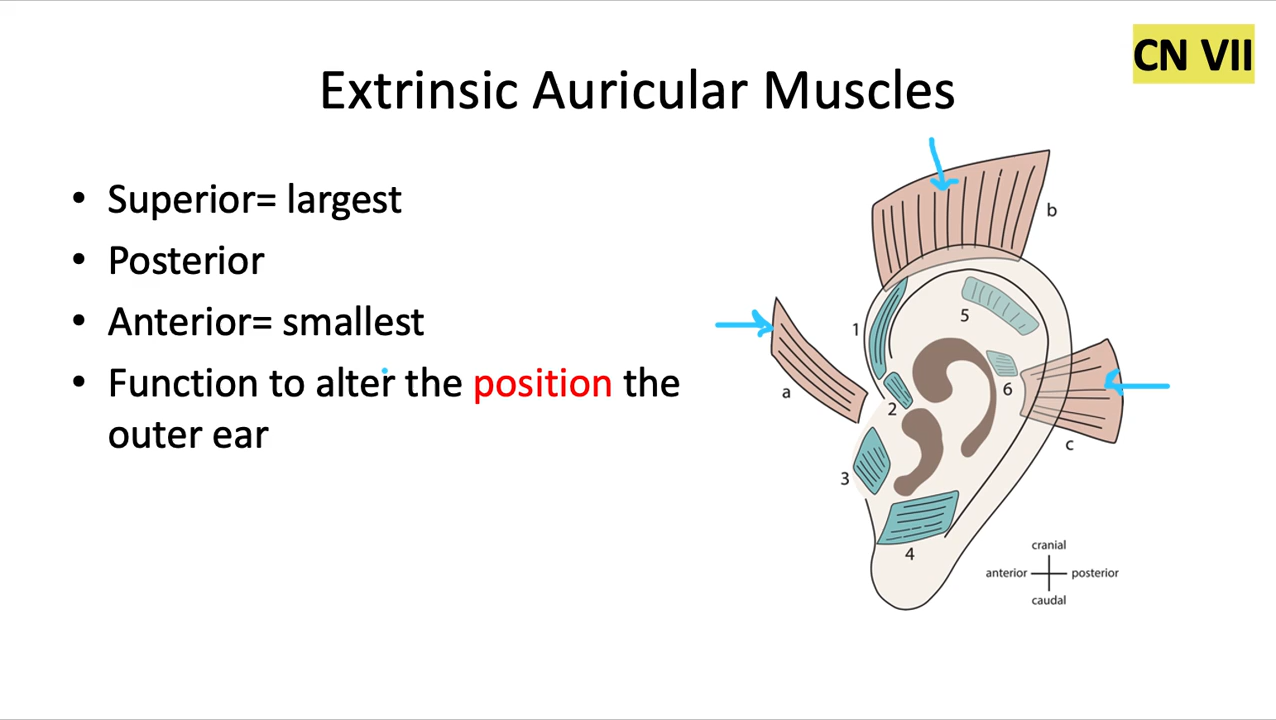 CN VII
Extrinsic Auricular Muscles
• Superior= largest
• Posterior
• Anterior= smallest
• Function to alter the position the
outer ear
b
5
1
a
2
6
c
3
4
cranial
anterior posterior
caudal